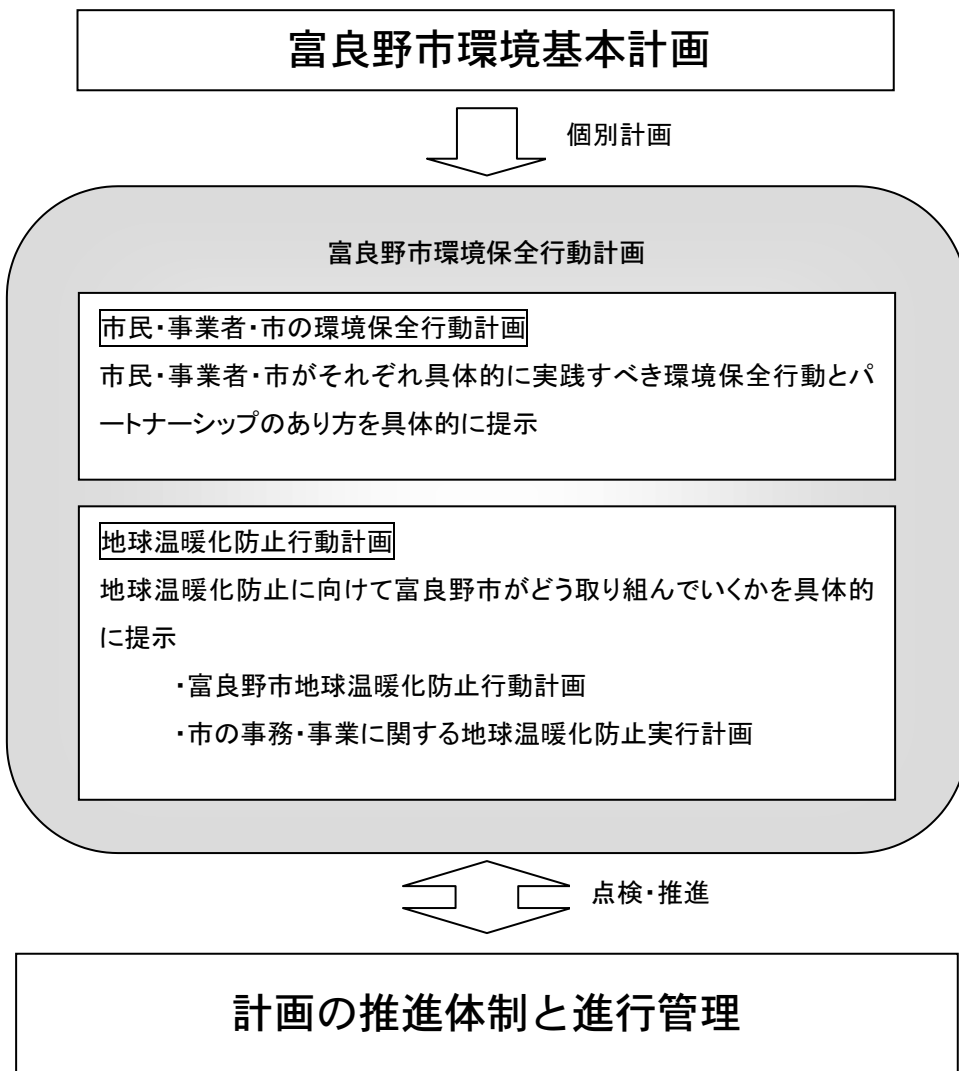 富良野市環境基本計画
個別計画
富良野市環境保全行動計画
市民・事業者・市の環境保全行動計画
市民・事業者・市がそれぞれ具体的に実践すべき環境保全行動とパ
ートナーシップのあり方を具体的に提示
地球温暖化防止行動計画
地球温暖化防止に向けて富良野市がどう取り組んでいくかを具体的
に提示
・富良野市地球温暖化防止行動計画
・市の事務・事業に関する地球温暖化防止実行計画
点検・推進
計画の推進体制と進行管理